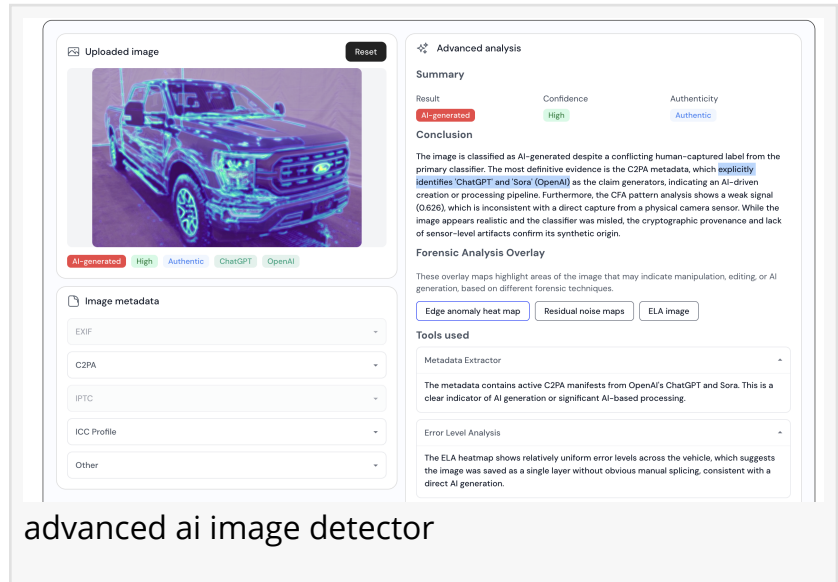 Uploaded image
Reset
AI-generated
High
Authentic
ChatGPT
OpenAI
Image metadata
EXIF
C2PA
IPTC
ICC Profile
Other
Advanced analysis
Summary
Result
Confidence
Authenticity
AI-generated
High
Authentic
Conclusion
The image is classified as AI-generated despite a conflicting human-captured label from the
primary classifier. The most definitive evidence is the C2PA metadata, which explicitly
identifies 'ChatGPT' and 'Sora' (OpenAI) as the claim generators, indicating an AI-driven
creation or processing pipeline. Furthermore, the CFA pattern analysis shows a weak signal
(0.626), which is inconsistent with a direct capture from a physical camera sensor. While the
image appears realistic and the classifier was misled, the cryptographic provenance and lack
of sensor-level artifacts confirm its synthetic origin.
Forensic Analysis Overlay
These overlay maps highlight areas of the image that may indicate manipulation, editing, or AI
generation, based on different forensic techniques.
Edge anomaly heat map
Residual noise maps
ELA image
Tools used
Metadata Extractor
The metadata contains active C2PA manifests from OpenAI's ChatGPT and Sora. This is a
clear indicator of AI generation or significant AI-based processing.
Error Level Analysis
The ELA heatmap shows relatively uniform error levels across the vehicle, which suggests
the image was saved as a single layer without obvious manual splicing, consistent with a
direct AI generation.
advanced ai image detector